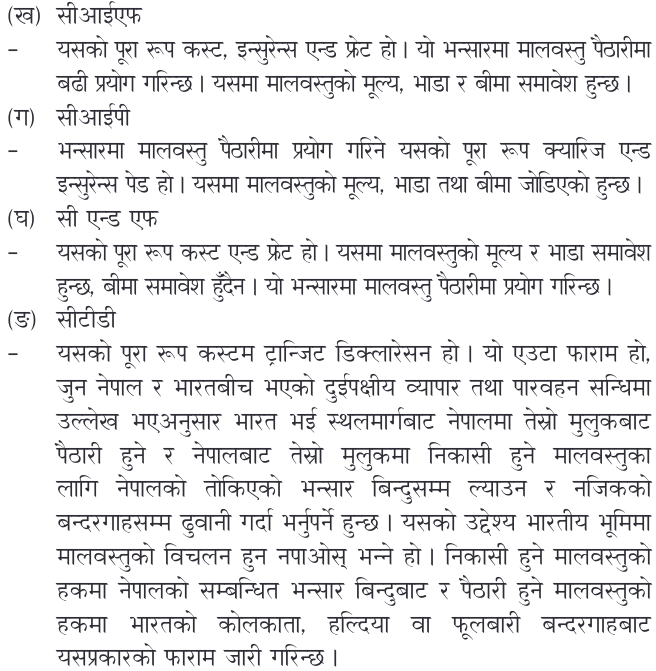 (ख) सीआईएफ
– यसको पूरा रूप कस्ट, इन्सुरेन्स एन्ड फ्रेट हो। यो भन्सारमा मालवस्तु पैठारीमा
बढी प्रयोग गरिन्छ। यसमा मालवस्तुको मूल्य, भाडा र बीमा समावेश हुन्छ।
(ग) सीआईपी
– भन्सारमा मालवस्तु पैठारीमा प्रयोग गरिने यसको पूरा रूप क्यारिज एन्ड
इन्सुरेन्स पेड हो। यसमा मालवस्तुको मूल्य, भाडा तथा बीमा जोडिएको हुन्छ।
(घ) सी एन्ड एफ
– यसको पूरा रूप कस्ट एन्ड फ्रेट हो। यसमा मालवस्तुको मूल्य र भाडा समावेश
हुन्छ, बीमा समावेश हुँदैन। यो भन्सारमा मालवस्तु पैठारीमा प्रयोग गरिन्छ।
(ङ) सीटीडी
– यसको पूरा रूप कस्टम ट्रान्जिट डिक्लारेसन हो। यो एउटा फाराम हो,
जुन नेपाल र भारतबीच भएको दुईपक्षीय व्यापार तथा पारवहन सन्धिमा
उल्लेख भएअनुसार भारत भई स्थलमार्गबाट नेपालमा तेस्रो मुलुकबाट
पैठारी हुने र नेपालबाट तेस्रो मुलुकमा निकासी हुने मालवस्तुका
लागि नेपालको तोकिएको भन्सार बिन्दुसम्म ल्याउन र नजिकको
बन्दरगाहसम्म ढुवानी गर्दा भर्नुपर्ने हुन्छ। यसको उद्देश्य भारतीय भूमिमा
मालवस्तुको विचलन हुन नपाओस् भन्ने हो। निकासी हुने मालवस्तुको
हकमा नेपालको सम्बन्धित भन्सार बिन्दुबाट र पैठारी हुने मालवस्तुको
हकमा भारतको कोलकाता, हल्दिया वा फूलबारी बन्दरगाहबाट
यसप्रकारको फाराम जारी गरिन्छ।